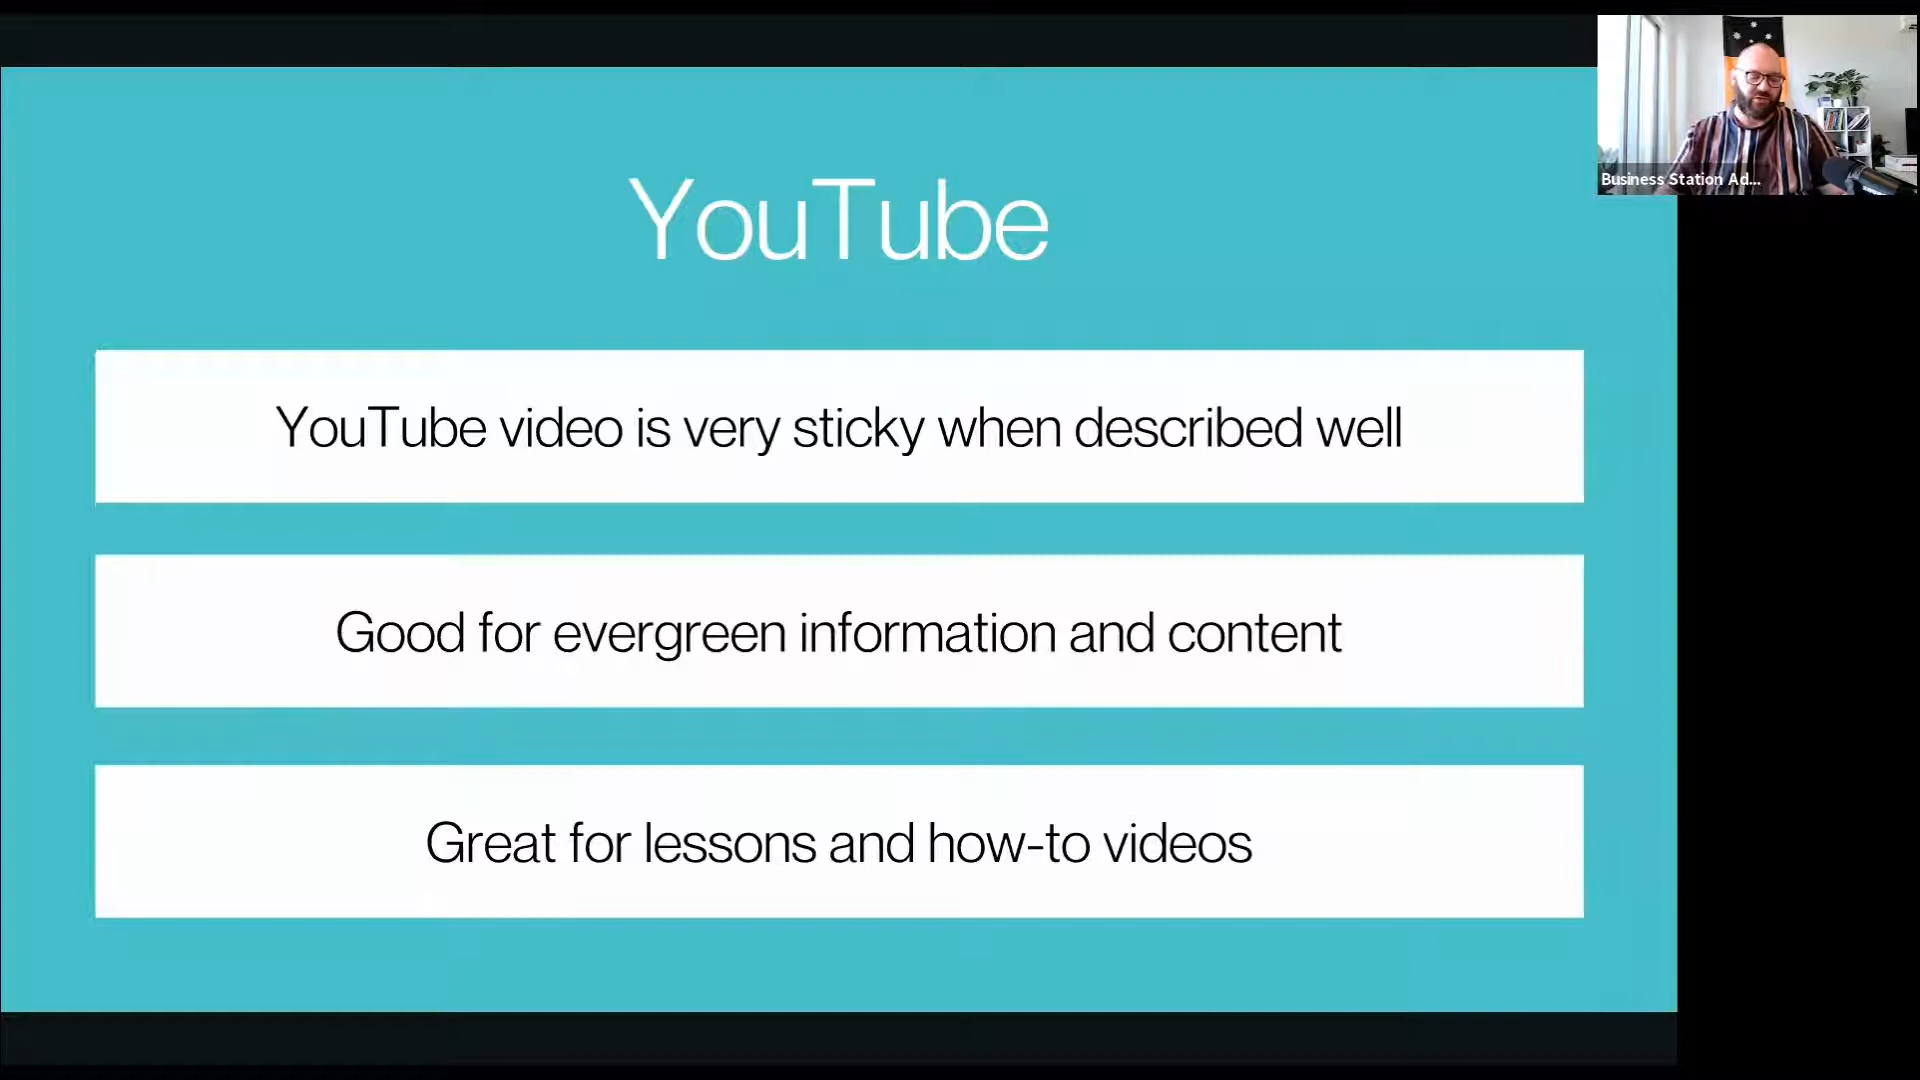 YouTube
YouTube video is very sticky when described well
Good for evergreen information and content
Great for lessons and how-to videos
Business Station Ad...